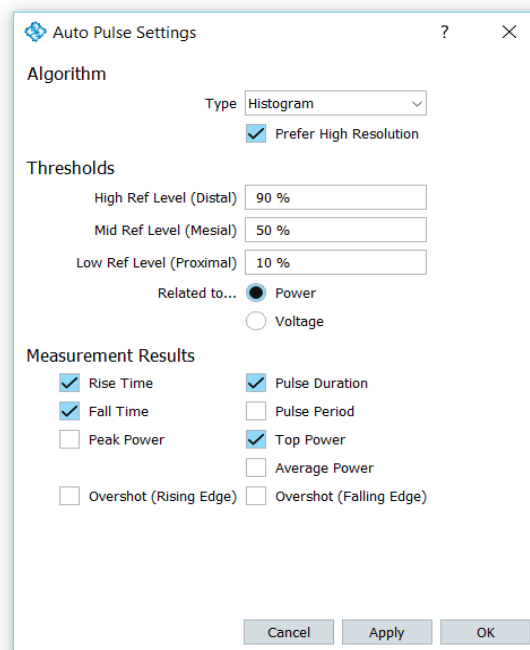 Auto Pulse Settings ?
Algorithm
Type Histogram
Prefer High Resolution
Thresholds
High Ref Level (Distal) 90 %
Mid Ref Level (Mesial) 50 %
Low Ref Level (Proximal) 10 %
Related to... Power
Voltage
Measurement Results
Rise Time Pulse Duration
Fall Time Pulse Period
Peak Power Top Power
Average Power
Overshot (Rising Edge) Overshot (Falling Edge)
Cancel Apply OK